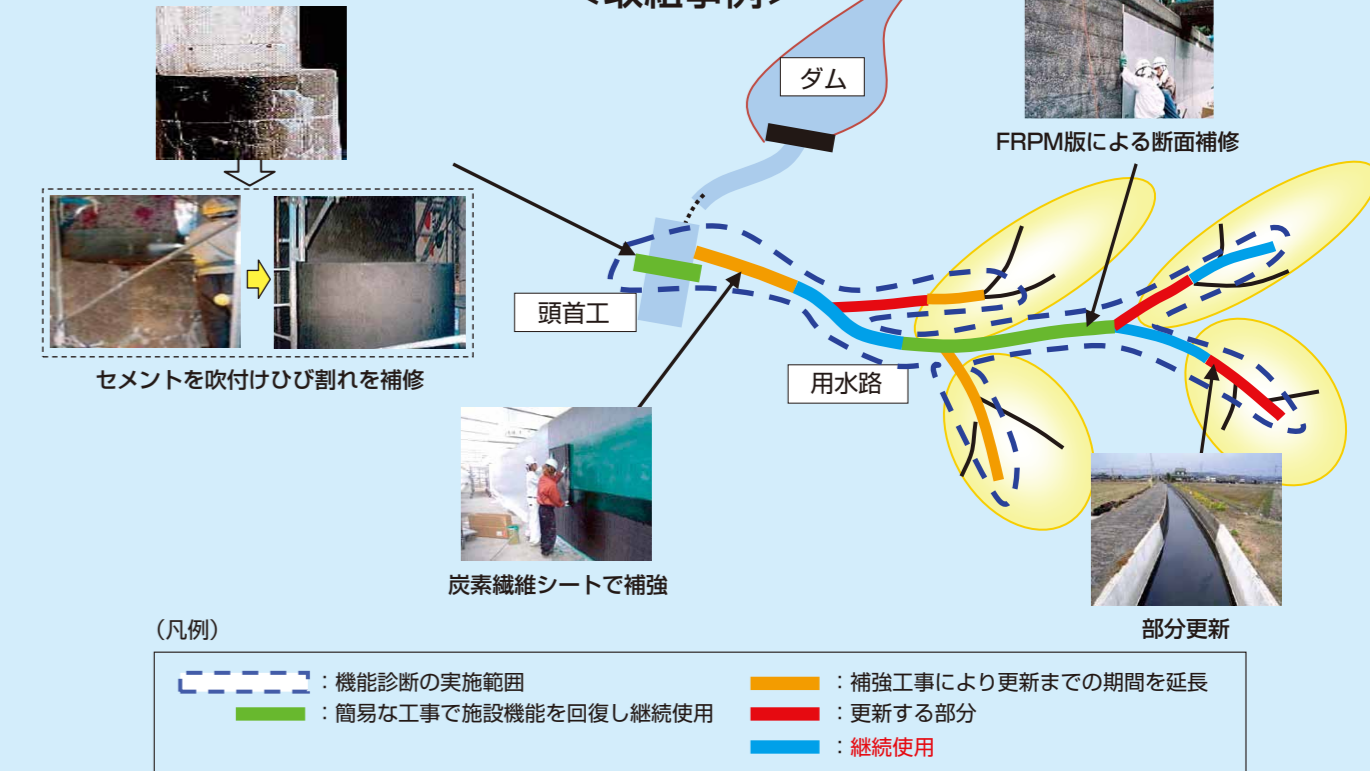 <取組事例>
ダム
FRPM版による断面補修
頭首工
セメントを吹付けひび割れを補修
用水路
炭素繊維シートで補強
部分更新
（凡例）
：機能診断の実施範囲
：補強工事により更新までの期間を延長
：簡易な工事で施設機能を回復し継続使用
：更新する部分
：継続使用